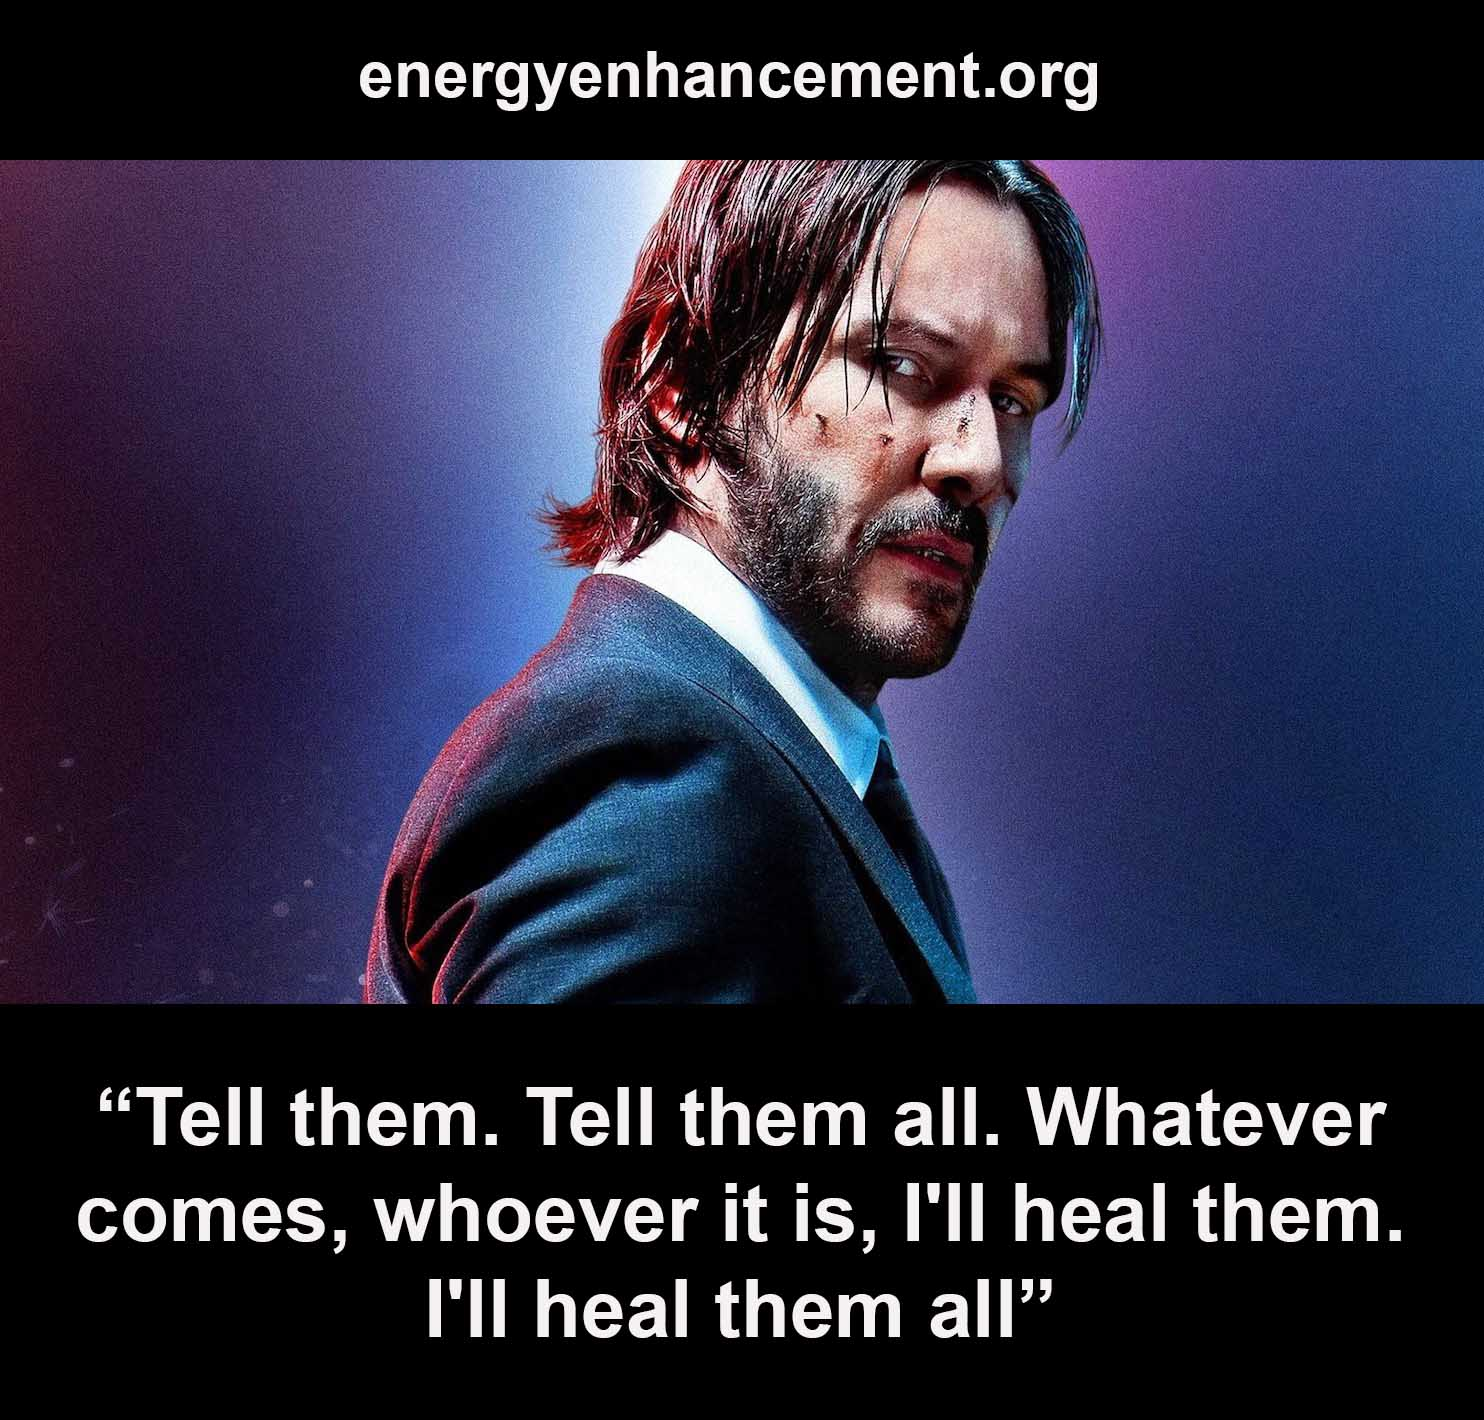 energyenhancement.org
“Tell them. Tell them all. Whatever
comes, whoever it is, I'll heal them.
I'll heal them all”